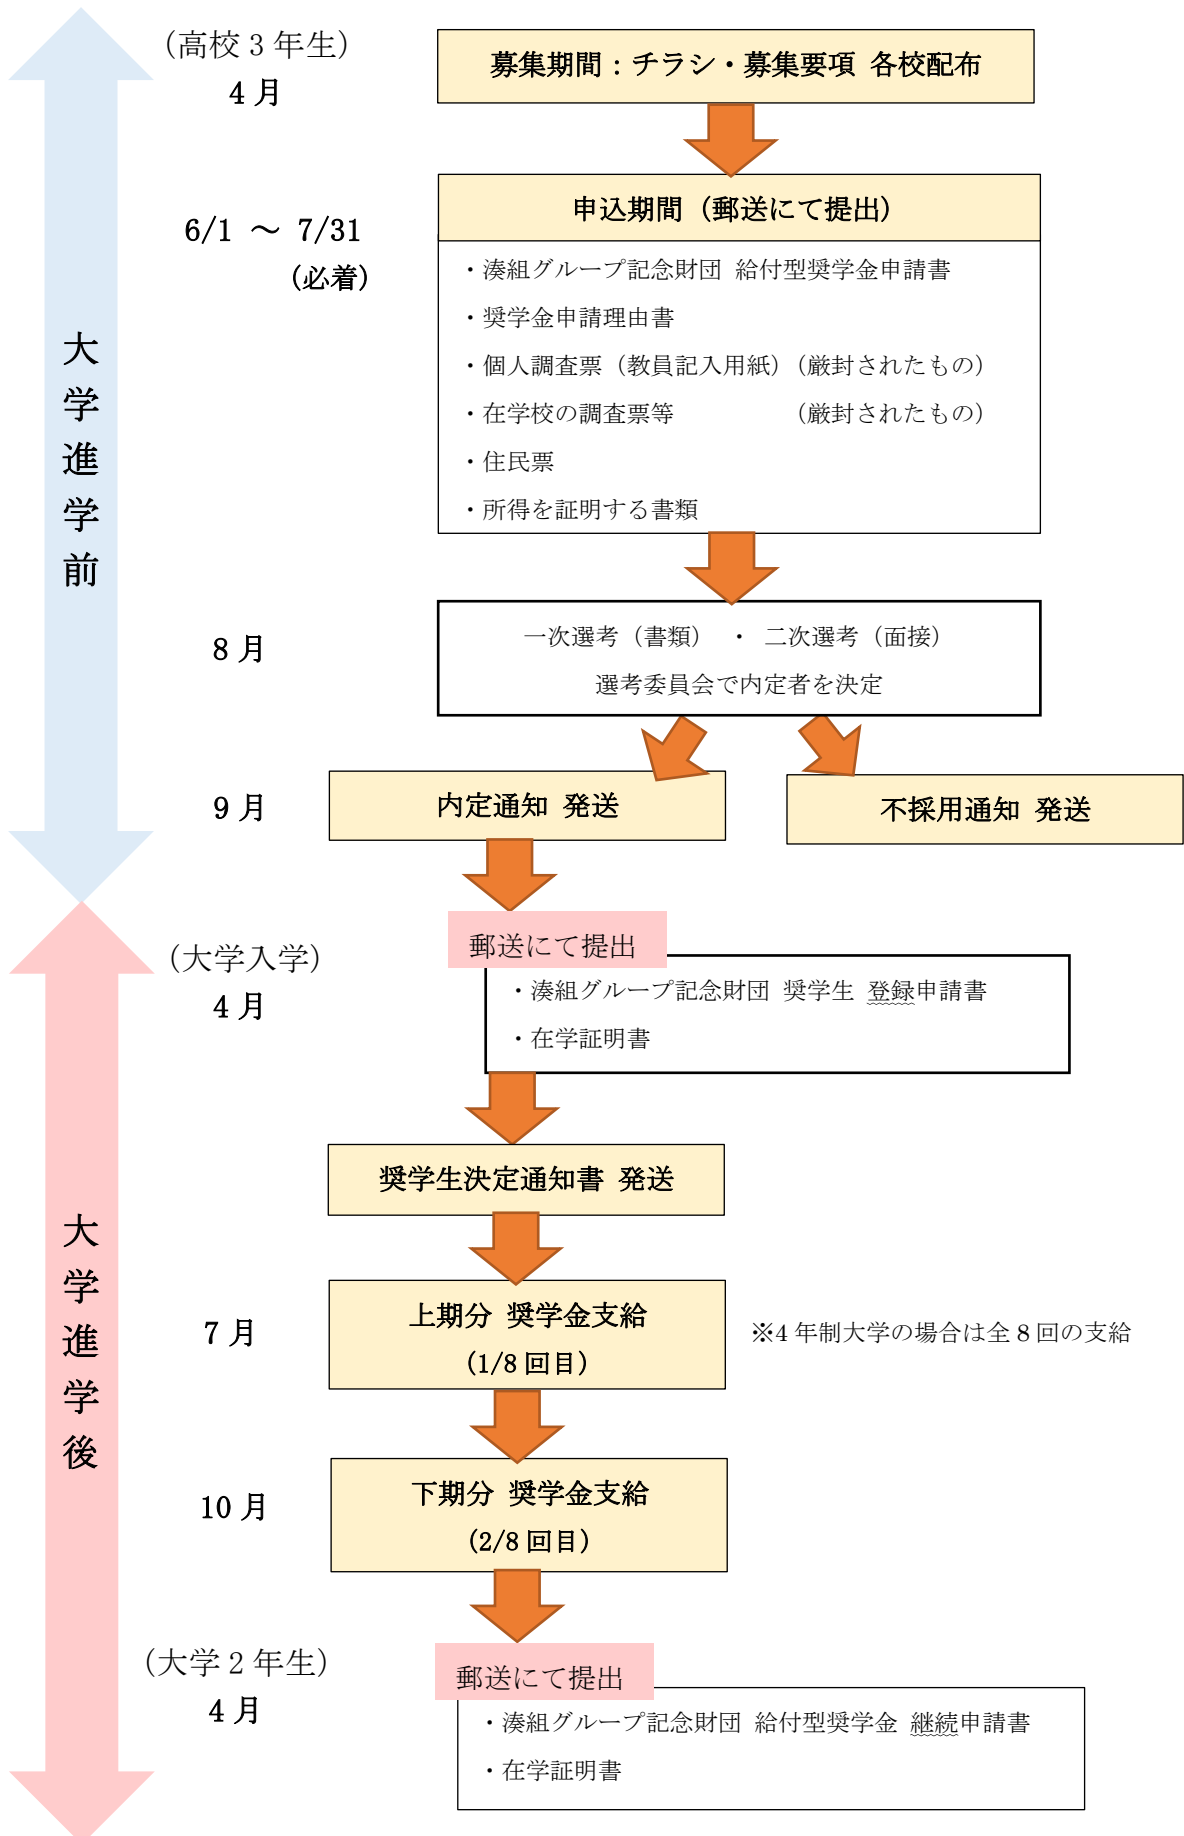 （高校３年生）
4 月
募集期間：チラシ・募集要項 各校配布
6/1 ～ 7/31
（必着）
申込期間（郵送にて提出）
・湊組グループ記念財団 給付型奨学金申請書
・奨学金申請理由書
・個人調査票（教員記入用紙）（厳封されたもの）
・在学校の調査票等 （厳封されたもの）
・住民票
・所得を証明する書類
大学進学前
8 月
一次選考（書類） ・ 二次選考（面接）
選考委員会で内定者を決定
9 月
内定通知 発送
不採用通知 発送
（大学入学）
4 月
郵送にて提出
・湊組グループ記念財団 奨学生 登録申請書
・在学証明書
奨学生決定通知書 発送
大学進学後
7 月
上期分 奨学金支給
（1/8 回目）
※4 年制大学の場合は全８回の支給
10 月
下期分 奨学金支給
（2/8 回目）
（大学２年生）
4 月
郵送にて提出
・湊組グループ記念財団 給付型奨学金 継続申請書
・在学証明書